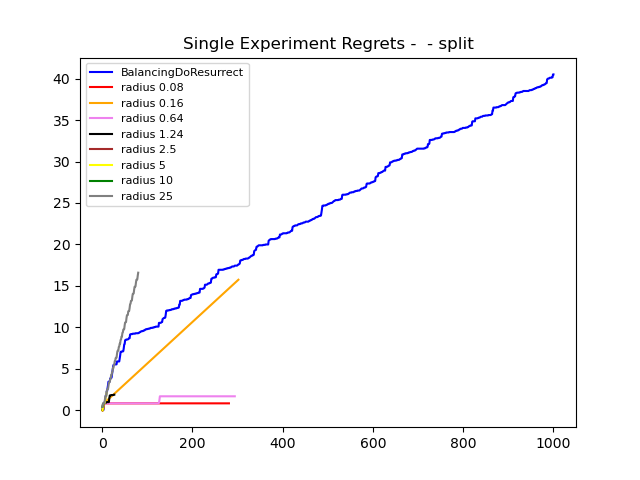 Single Experiment Regrets -  - split
BalancingDoResurrect
radius 0.08
radius 0.16
radius 0.64
radius 1.24
radius 2.5
radius 5
radius 10
radius 25
40
35
30
25
20
15
10
5
0
0 200 400 600 800 1000